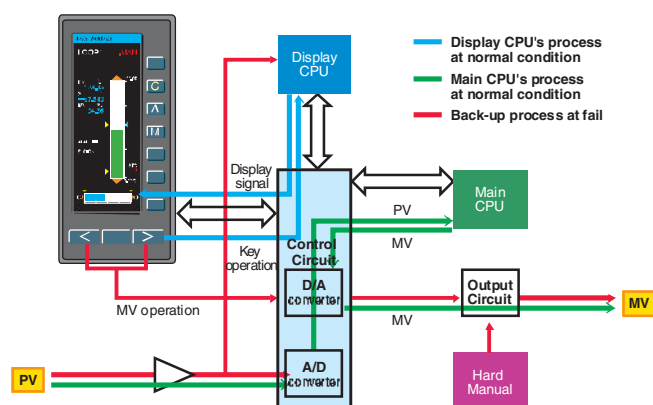 LOOP
MAN
C
A
M
<
>
Display
CPU
Display CPU's process
at normal condition
Main CPU's process
at normal condition
Back-up process at fail
Display
signal
Main
CPU
PV
MV
Key
operation
Control
Circuit
D/A
converter
MV operation
MV
Output
Circuit
MV
PV
A/D
converter
Hard
Manual